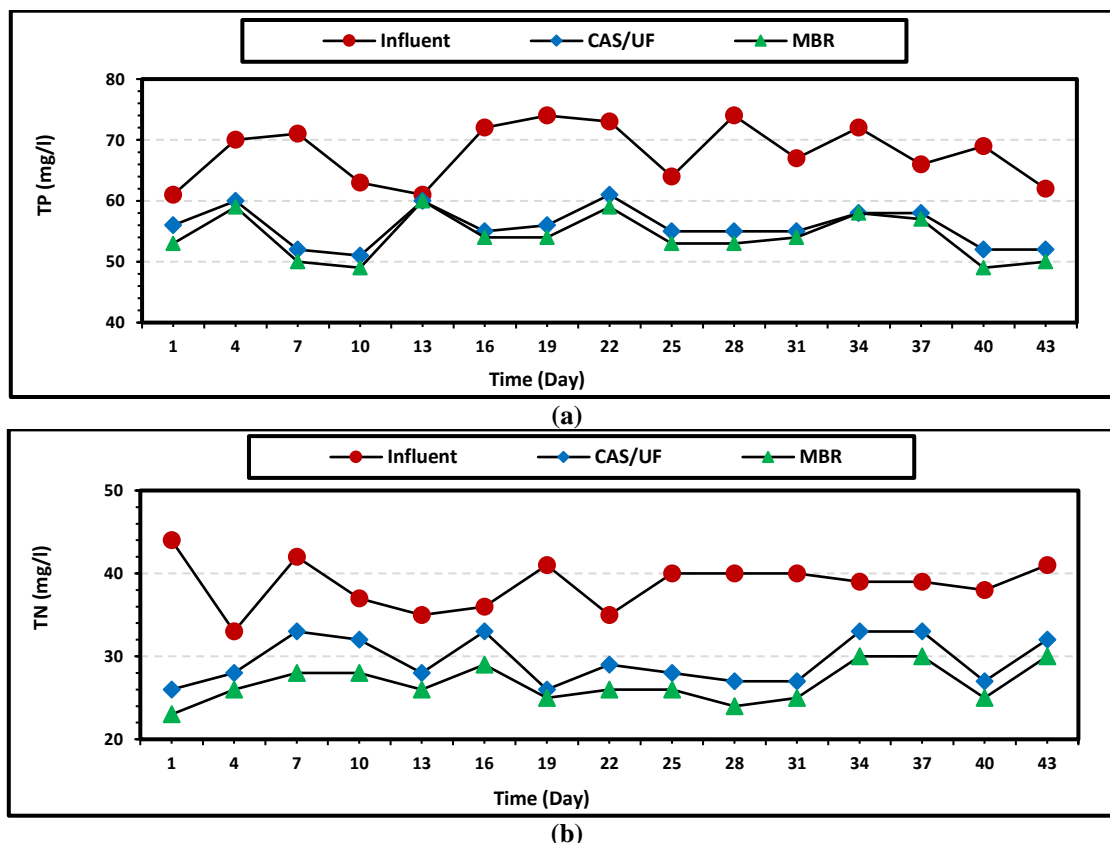 Influent CAS/UF MBR
80
70
60
50
40
TP (mg/l)
1 4 7 10 13 16 19 22 25 28 31 34 37 40 43
Time (Day)
(a)
Influent CAS/UF MBR
50
40
30
20
TN (mg/l)
1 4 7 10 13 16 19 22 25 28 31 34 37 40 43
Time (Day)
(b)